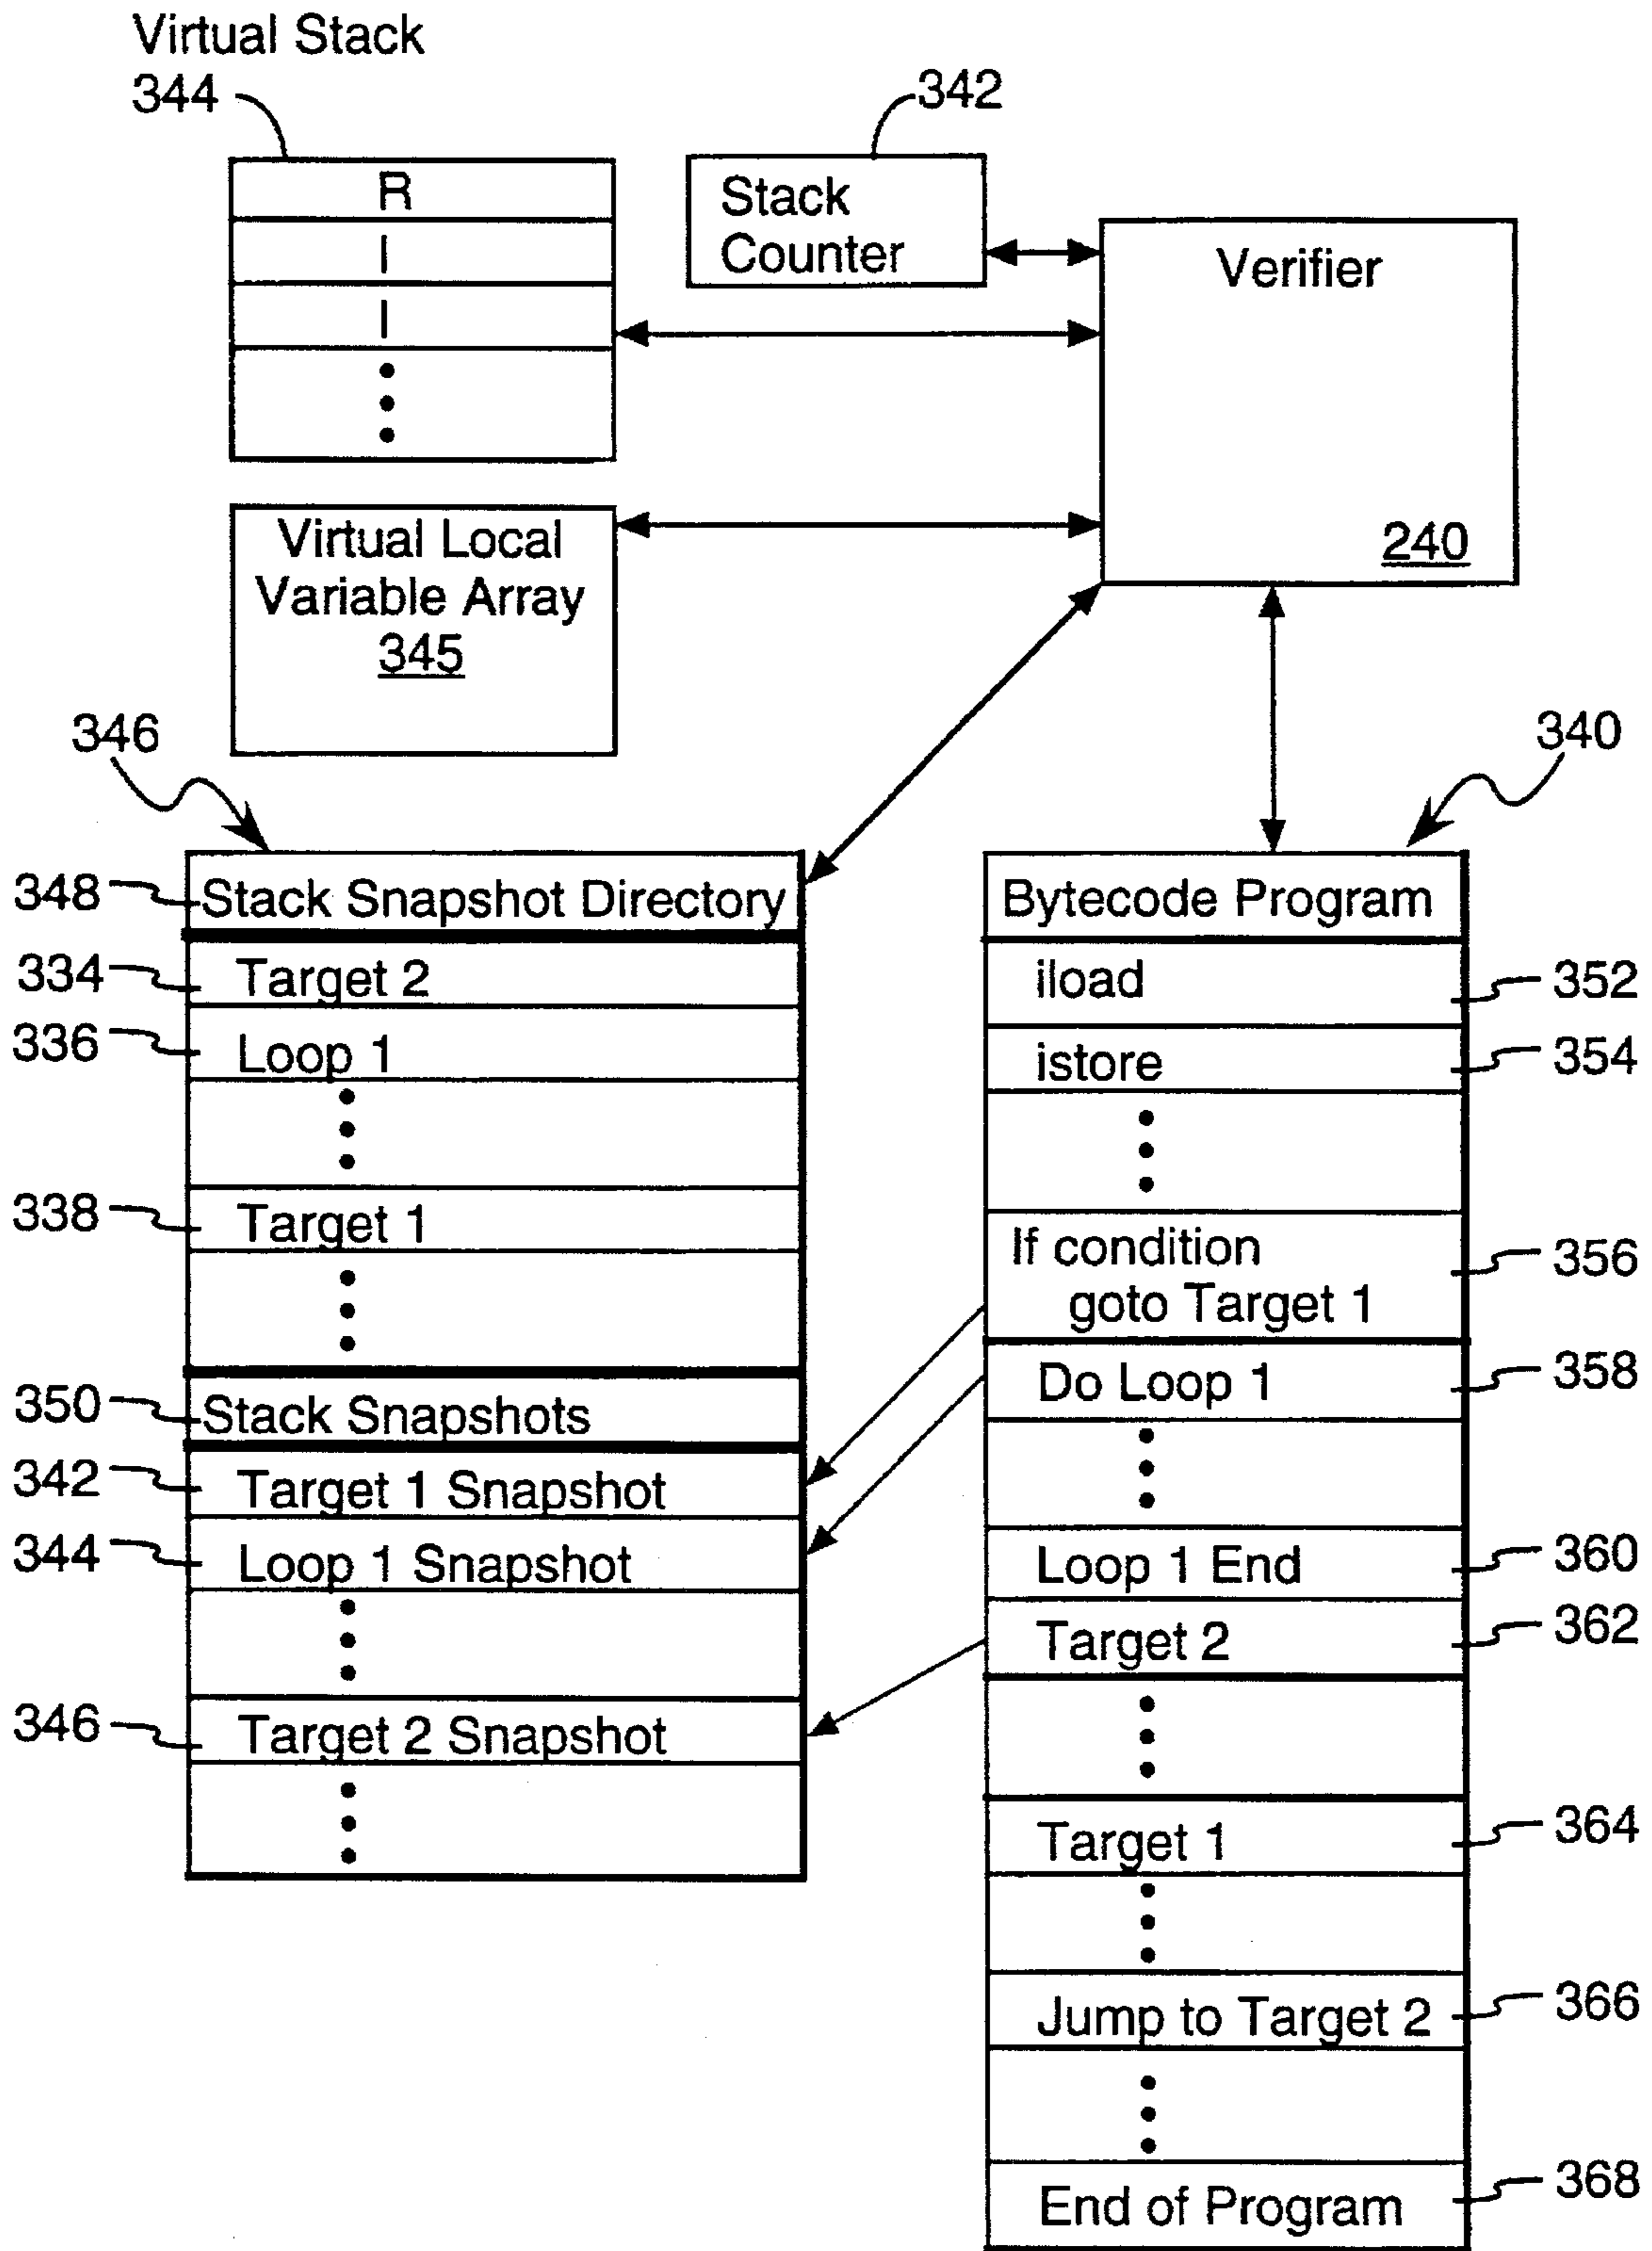 Virtual Stack
344
342
R
I
I
Stack
Counter
Verifier
240
Virtual Local
Variable Array
345
346
340
348
Stack Snapshot Directory
334
Target 2
336
Loop 1
338
Target 1
350
Stack Snapshots
342
Target 1 Snapshot
344
Loop 1 Snapshot
346
Target 2 Snapshot
Bytecode Program
iload
352
istore
354
If condition
goto Target 1
356
Do Loop 1
358
Loop 1 End
360
Target 2
362
Target 1
364
Jump to Target 2
366
End of Program
368